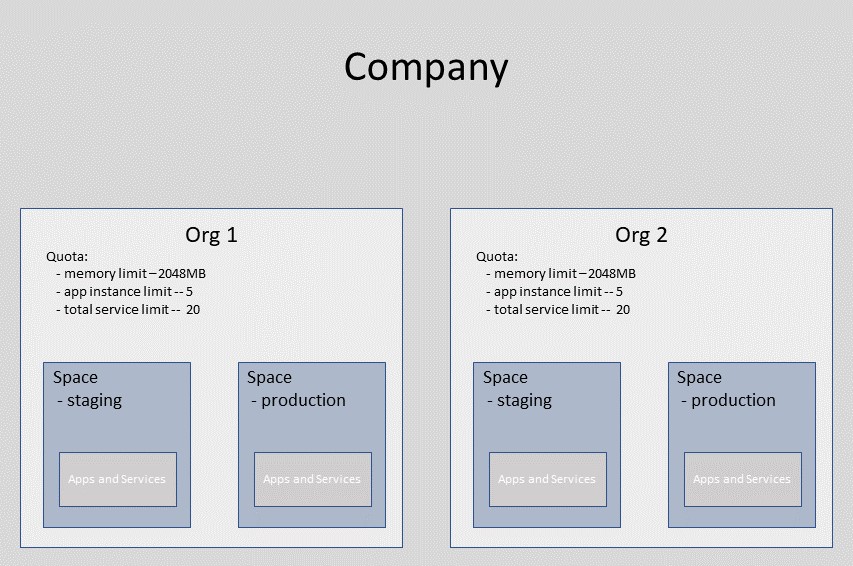 Company
Org 1
Quota:
- memory limit – 2048MB
- app instance limit -- 5
- total service limit -- 20
Space
- staging
Apps and Services
Space
- production
Apps and Services
Org 2
Quota:
- memory limit – 2048MB
- app instance limit -- 5
- total service limit -- 20
Space
- staging
Apps and Services
Space
- production
Apps and Services